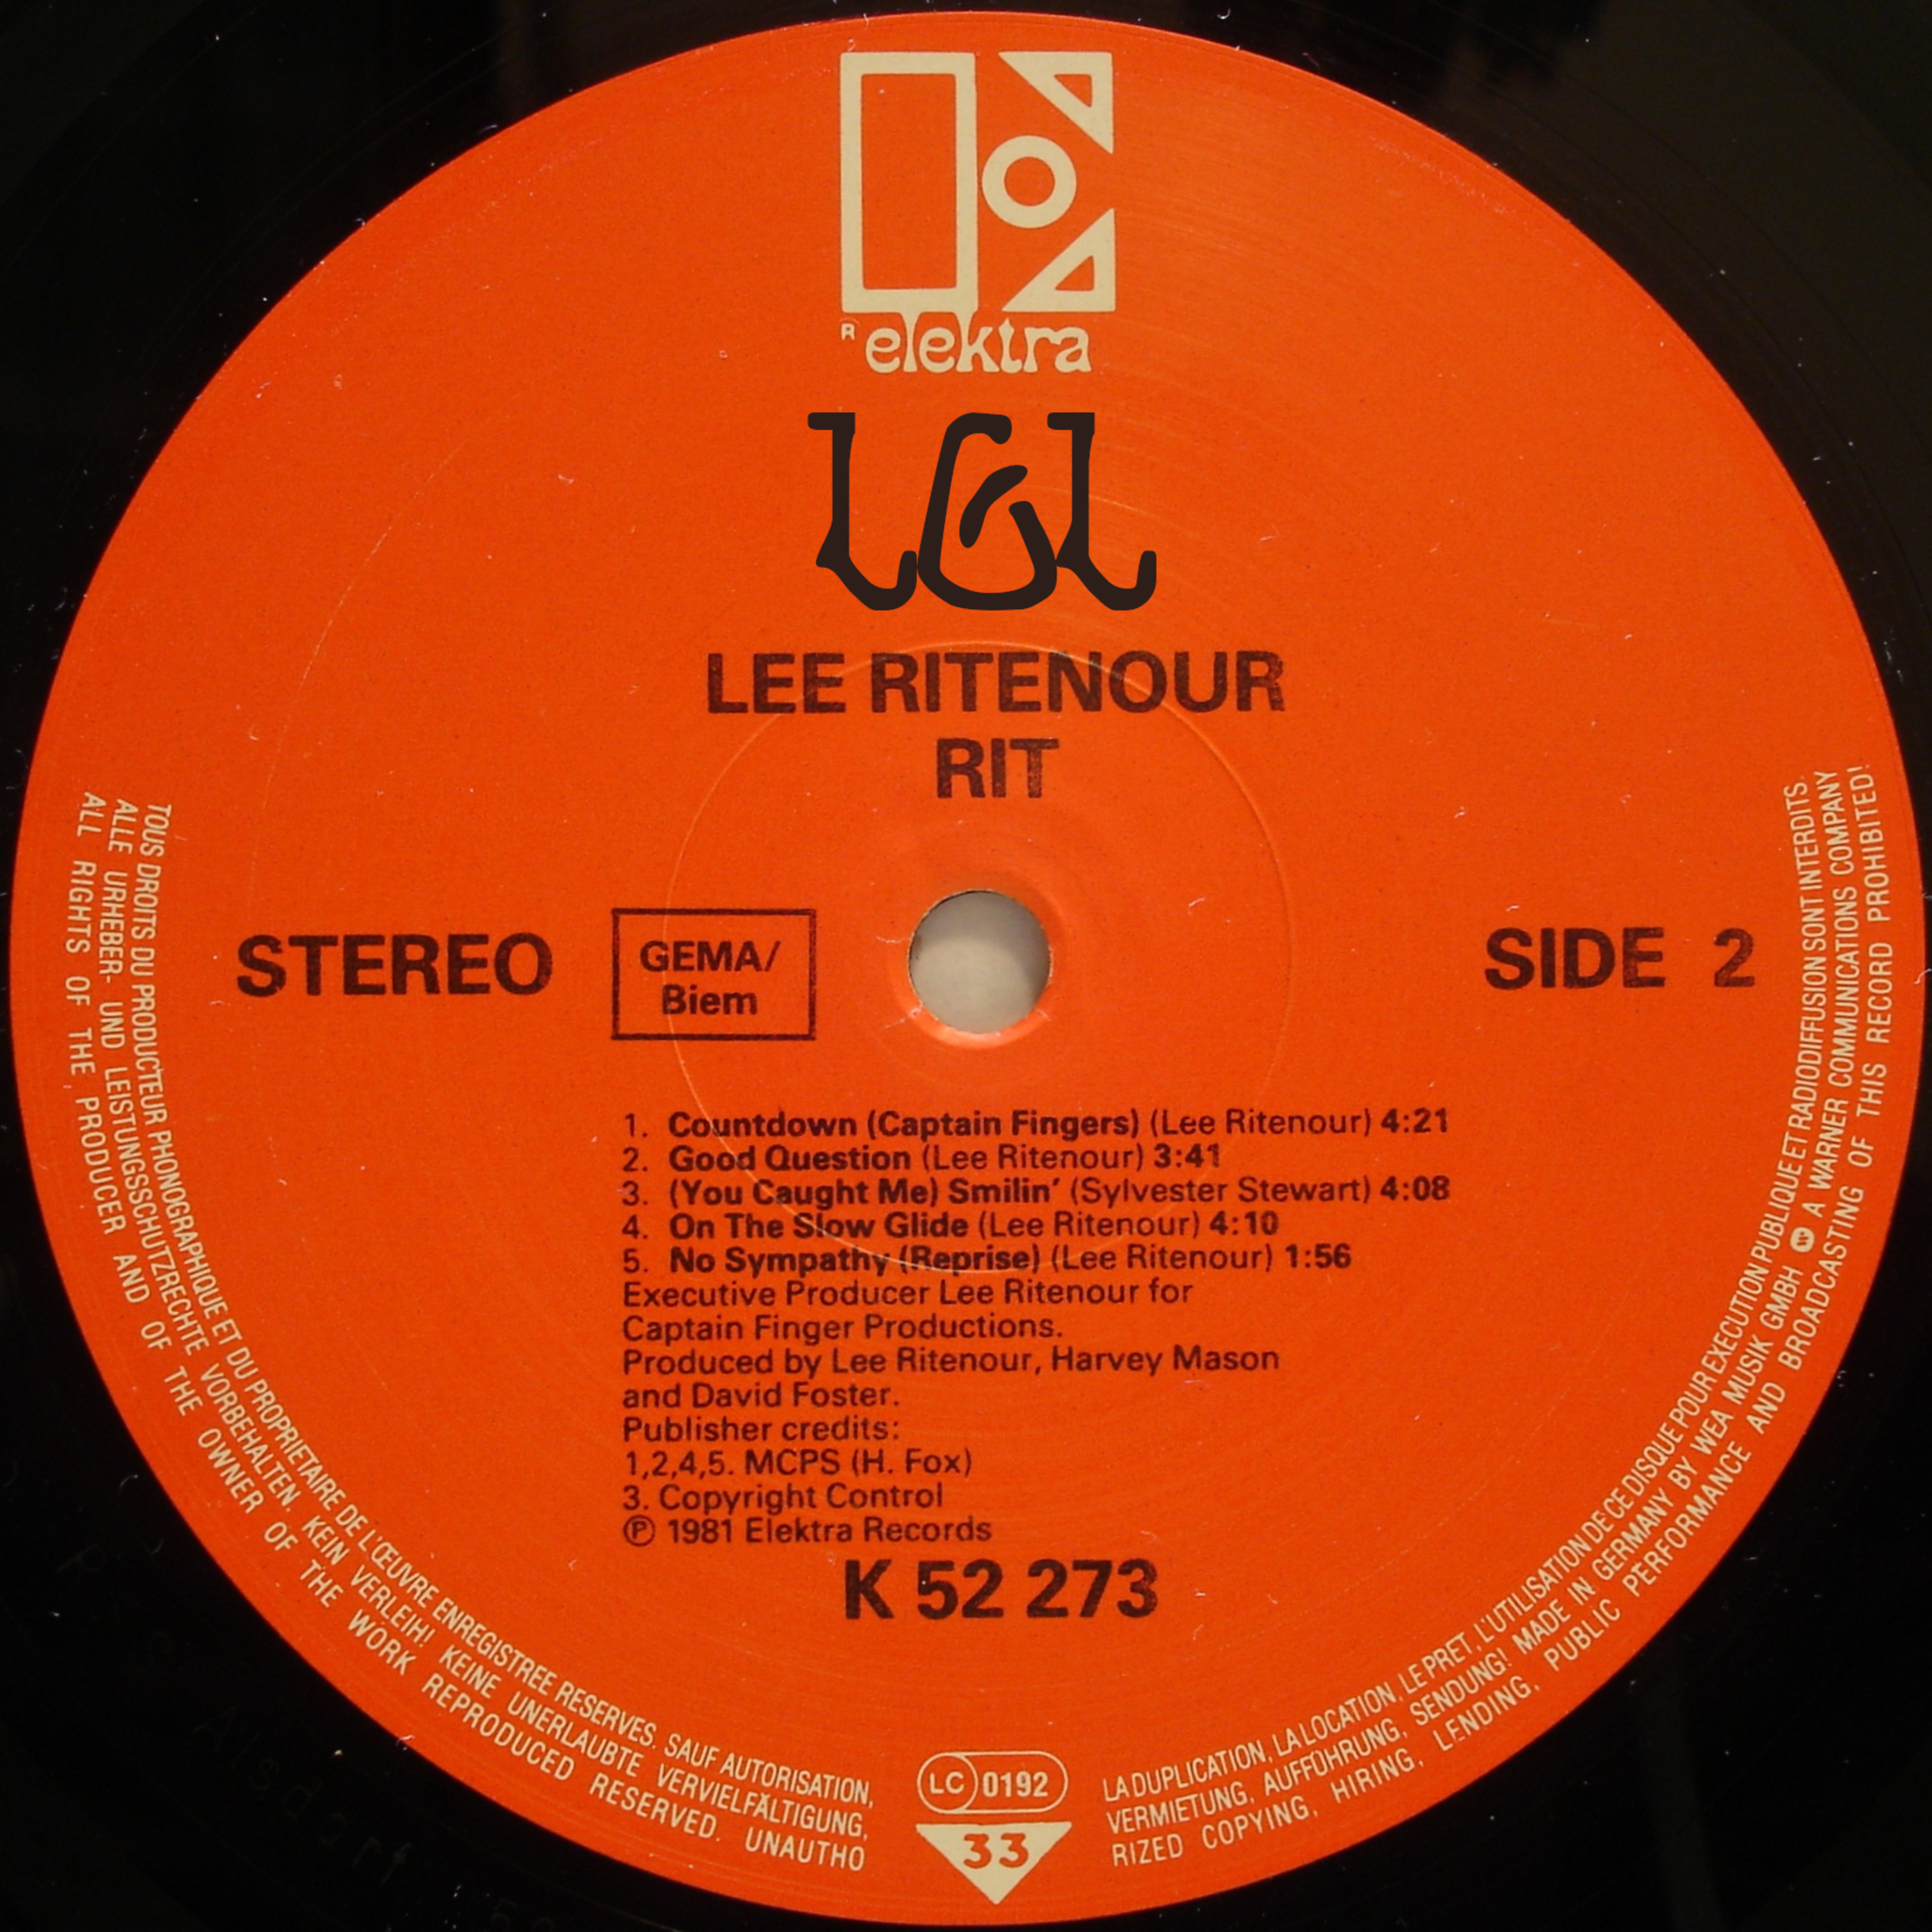 R elektra
LEE RITENOUR
RIT
STEREO
GEMA/
Biem
SIDE 2
1. Countdown (Captain Fingers) (Lee Ritenour) 4:21
2. Good Question (Lee Ritenour) 3:41
3. (You Caught Me) Smilin' (Sylvester Stewart) 4:08
4. On The Slow Glide (Lee Ritenour) 4:10
5. No Sympathy (Reprise) (Lee Ritenour) 1:56
Executive Producer Lee Ritenour for
Captain Finger Productions.
Produced by Lee Ritenour, Harvey Mason
and David Foster.
Publisher credits:
1,2,4,5. MCPS (H. Fox)
3. Copyright Control
℗ 1981 Elektra Records
K 52 273
TOUS DROITS DU PRODUCTEUR PHONOGRAPHIQUE ET DU PROPRIETAIRE DE L'ŒUVRE ENREGISTREE RESERVES. SAUF AUTORISATION, LA DUPLICATION, LA LOCATION, LE PRET, L'UTILISATION DE CE DISQUE POUR EXECUTION PUBLIQUE ET RADIODIFFUSION SONT INTERDITS.
ALLE URHEBER- UND LEISTUNGSSCHUTZRECHTE VORBEHALTEN. KEIN VERLEIH! KEINE UNERLAUBTE VERVIELFÄLTIGUNG, VERMIETUNG, AUFFÜHRUNG, SENDUNG! MADE IN GERMANY BY WEA MUSIK GMBH W A WARNER COMMUNICATIONS COMPANY
ALL RIGHTS OF THE PRODUCER AND OF THE OWNER OF THE WORK REPRODUCED RESERVED. UNAUTHORIZED COPYING, HIRING, LENDING, PUBLIC PERFORMANCE AND BROADCASTING OF THIS RECORD PROHIBITED!
LC 0192
33